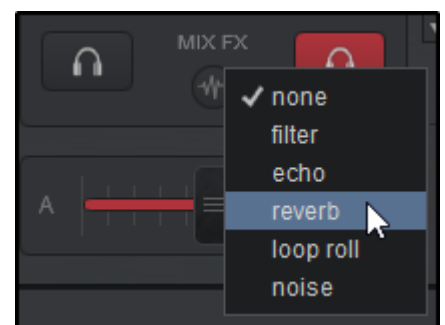 MIX FX
none
filter
echo
A
reverb
loop roll
noise